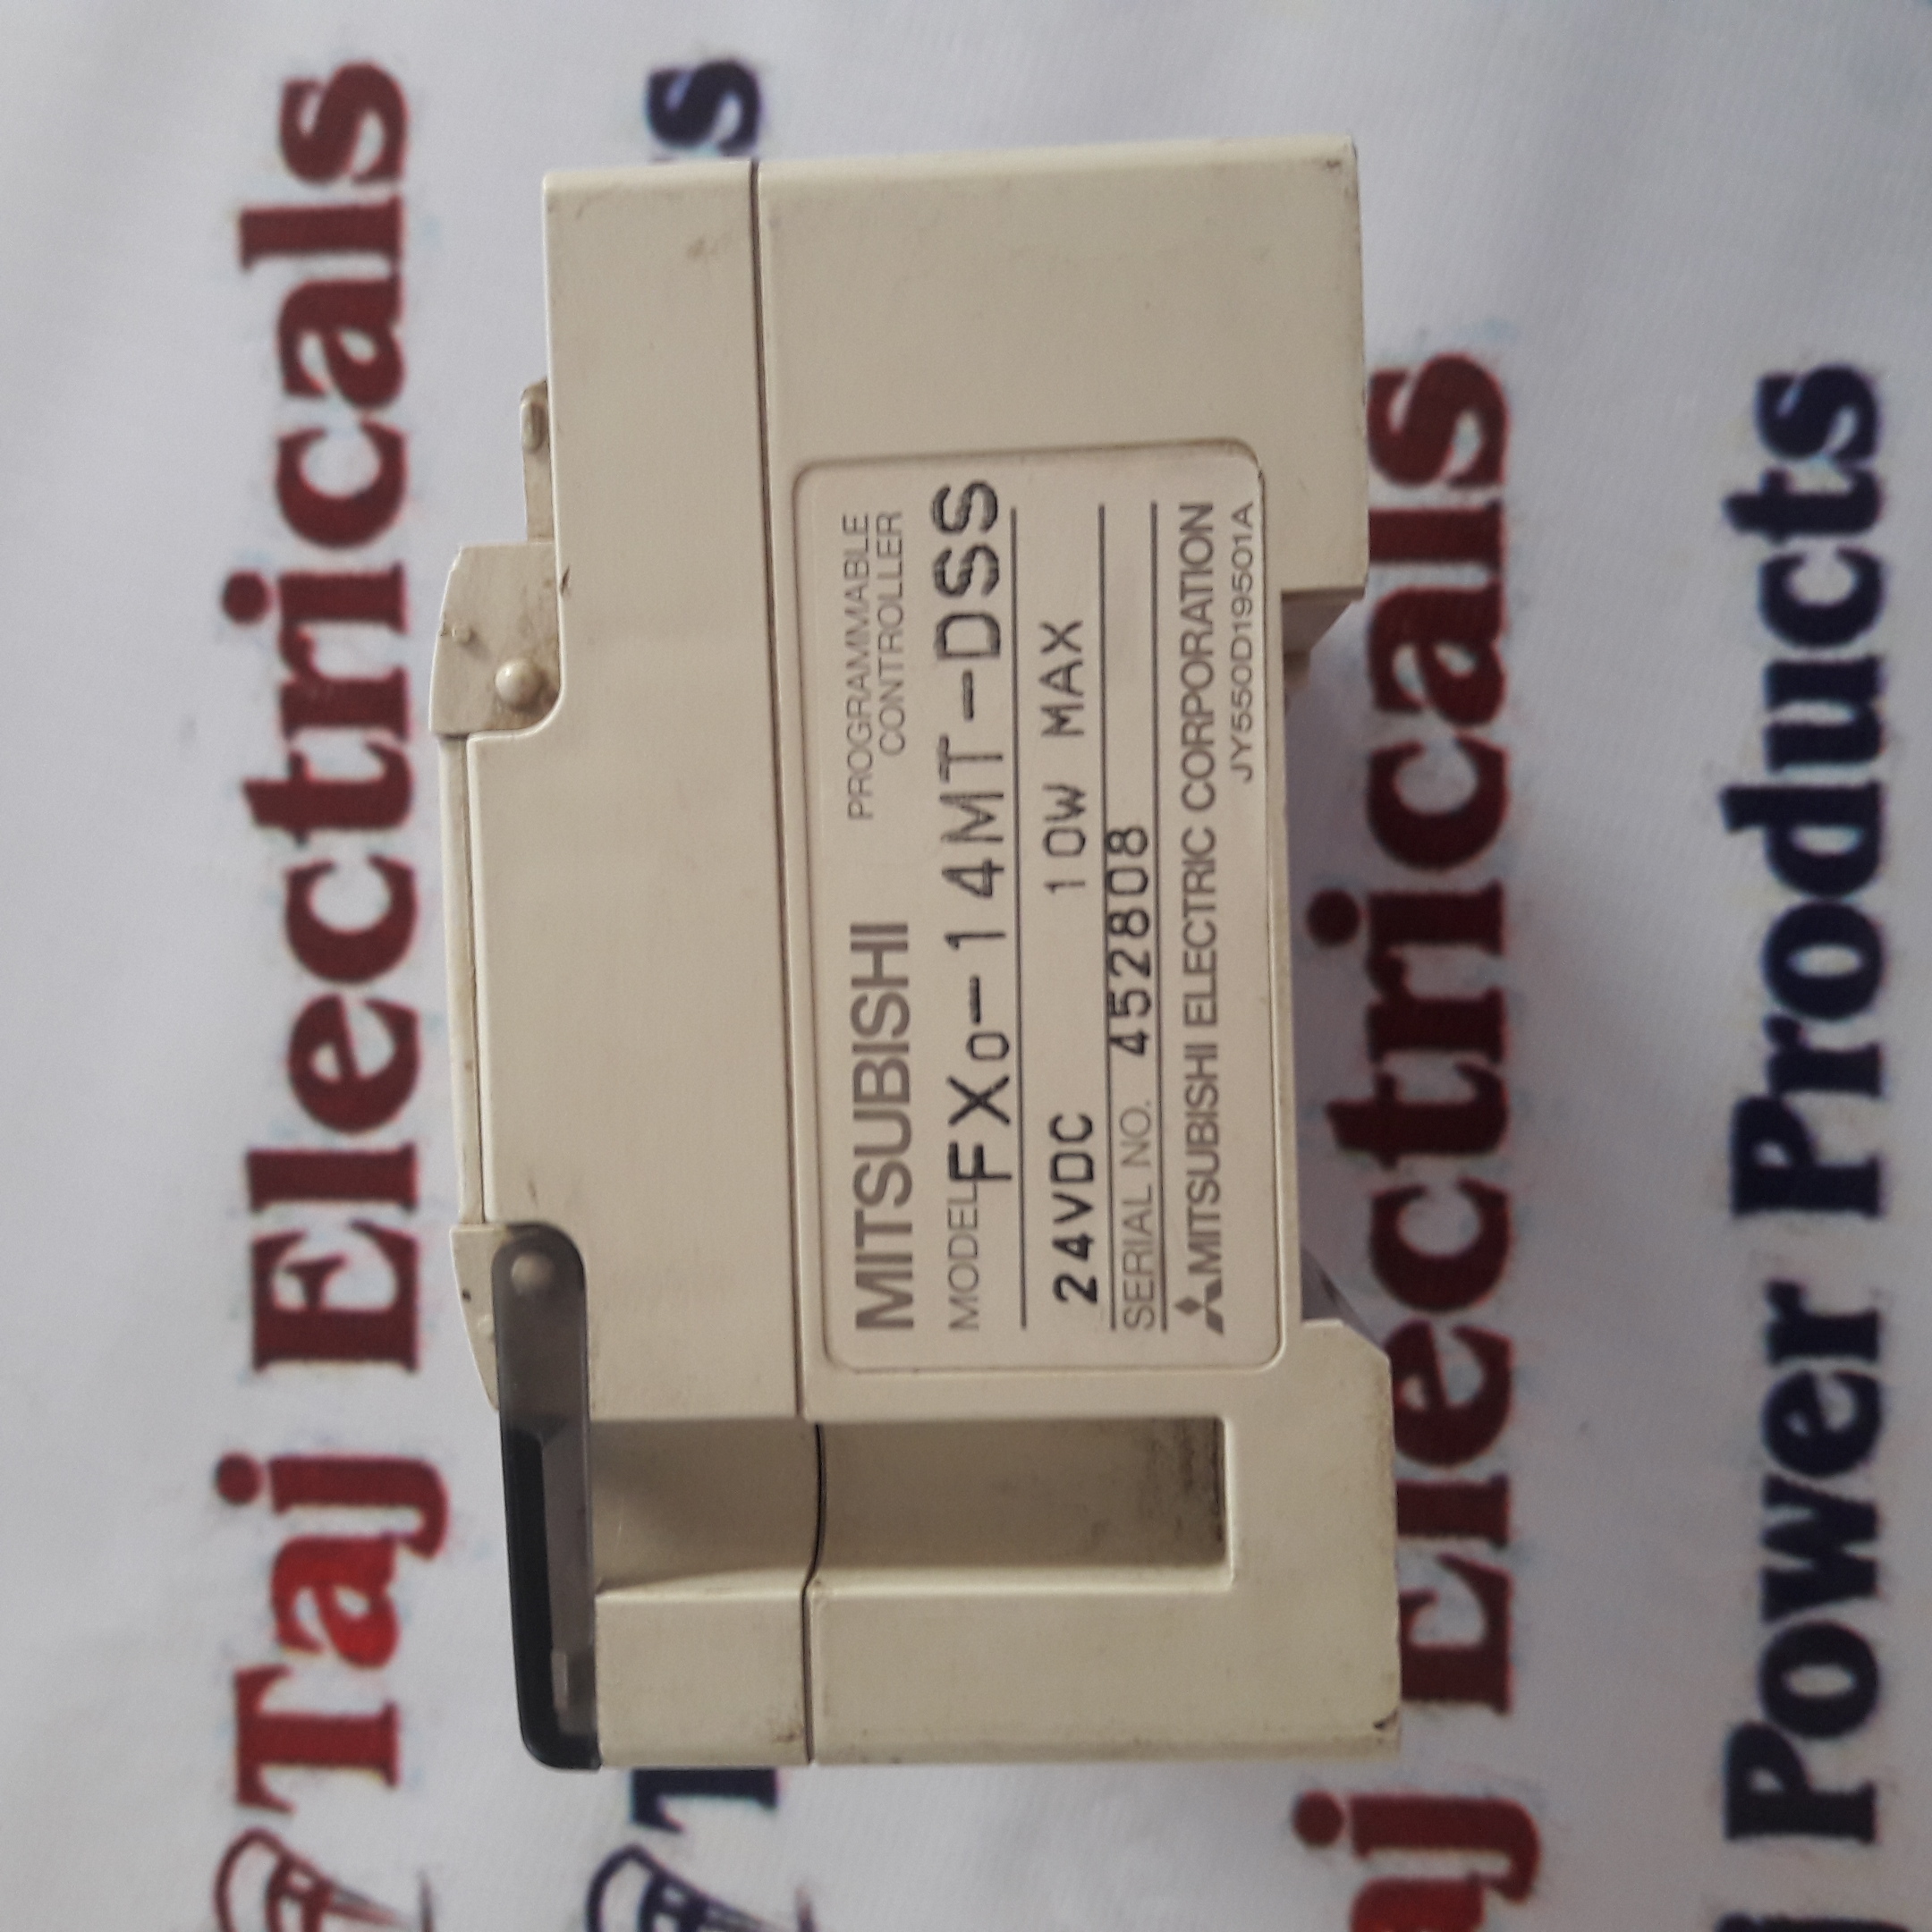 Taj Electricals
T
s
MITSUBISHI
PROGRAMMABLE
CONTROLLER
MODEL FX0-14MT-DSS
24VDC 10W MAX
SERIAL NO. 452808
MITSUBISHI ELECTRIC CORPORATION
JY550D19501A
aj Electricals
j Power Products